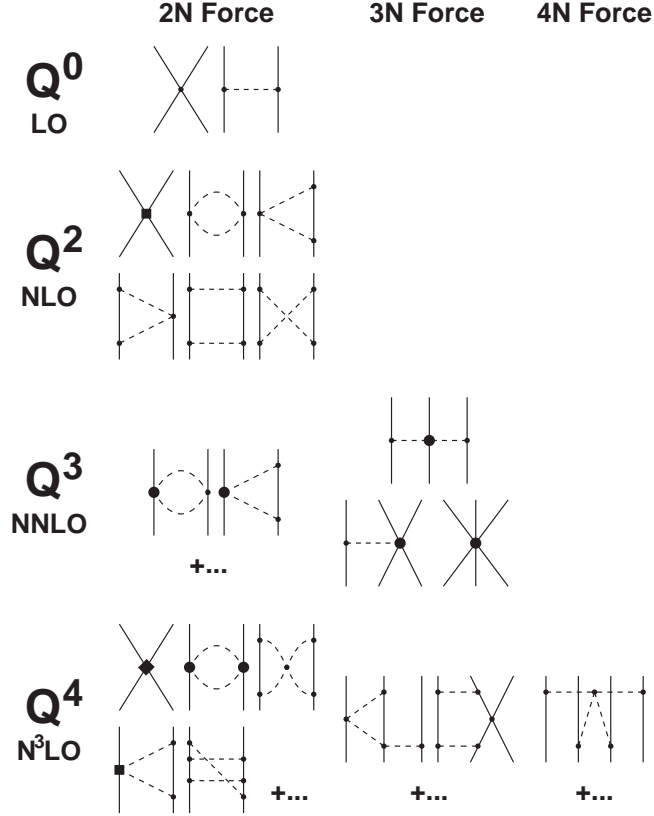 2N Force 3N Force 4N Force
Q⁰
LO
Q²
NLO
Q³
NNLO
+...
Q⁴
N³LO
+... +... +...